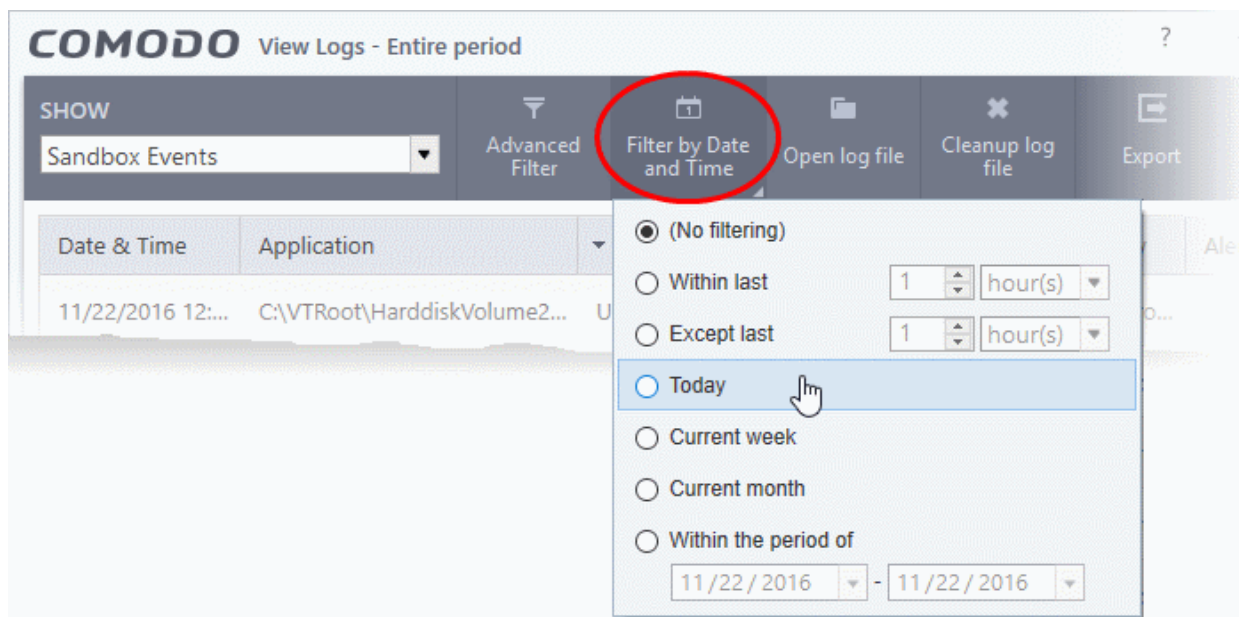 COMODO View Logs - Entire period ?
SHOW
Sandbox Events
Advanced
Filter
Filter by Date
and Time
Open log file
Cleanup log
file
Export
Date & Time Application
11/22/2016 12:... C:\VTRoot\HarddiskVolume2... U
(No filtering)
Within last 1 hour(s)
Except last 1 hour(s)
Today
Current week
Current month
Within the period of
11/22/2016 - 11/22/2016